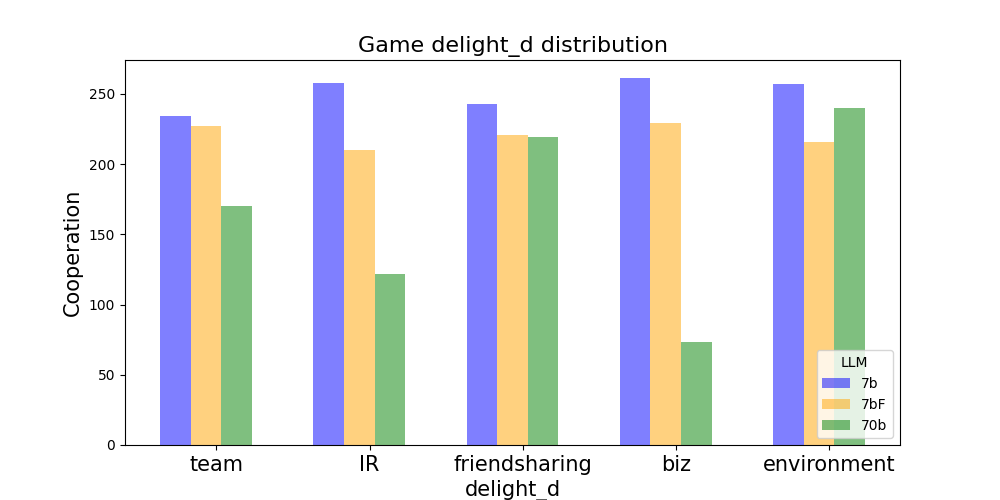 Game delight_d distribution
Cooperation
250
200
150
100
50
0
team IR friendsharing biz environment
delight_d
LLM
7b
7bF
70b